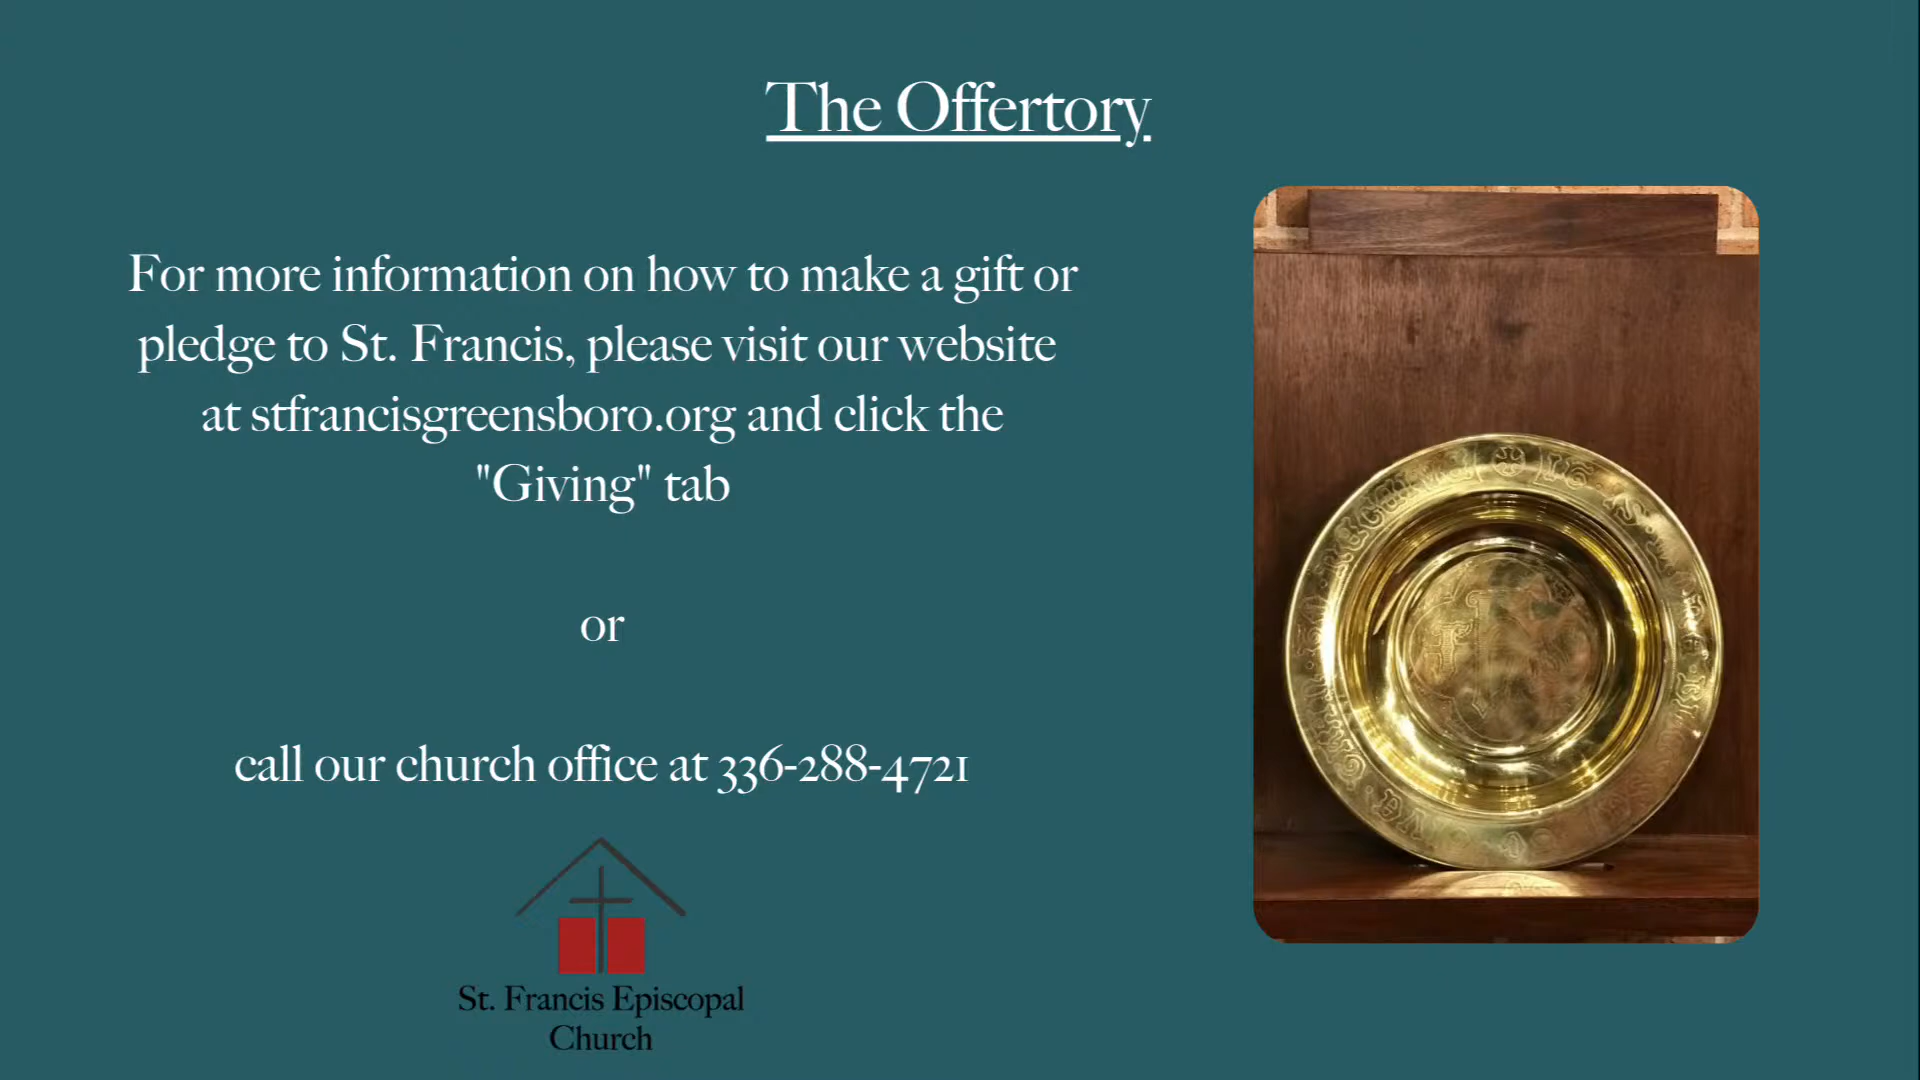 The Offertory
For more information on how to make a gift or
pledge to St. Francis, please visit our website
at stfrancisgreensboro.org and click the
"Giving" tab
or
call our church office at 336-288-4721
St. Francis Episcopal
Church